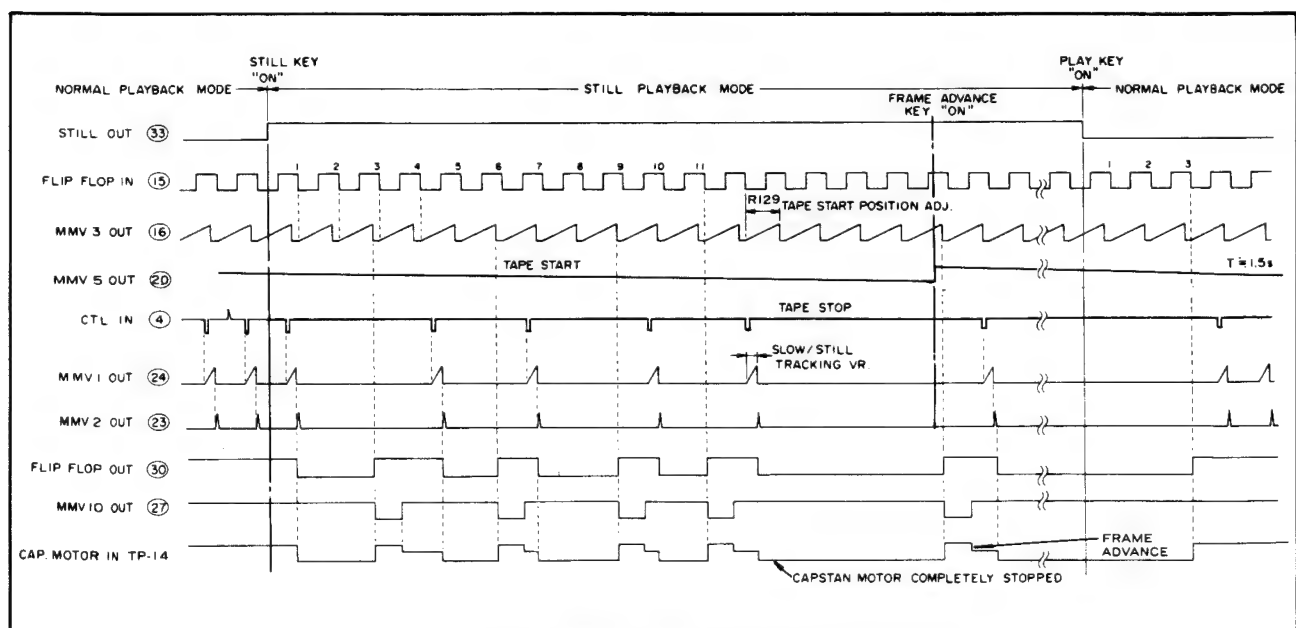 STILL KEY
"ON"
PLAY KEY
"ON"
NORMAL PLAYBACK MODE
STILL PLAYBACK MODE
NORMAL PLAYBACK MODE
FRAME ADVANCE
KEY "ON"
STILL OUT 33
1 2 3 4 5 6 7 8 9 10 11
1 2 3
FLIP FLOP IN 15
R129 TAPE START POSITION ADJ.
MMV 3 OUT 16
TAPE START
T≒1.5s
MMV 5 OUT 20
TAPE STOP
CTL IN 4
SLOW/STILL
TRACKING VR.
MMV 1 OUT 24
MMV 2 OUT 23
FLIP FLOP OUT 30
MMV10 OUT 27
FRAME
ADVANCE
CAP. MOTOR IN TP-14
CAPSTAN MOTOR COMPLETELY STOPPED